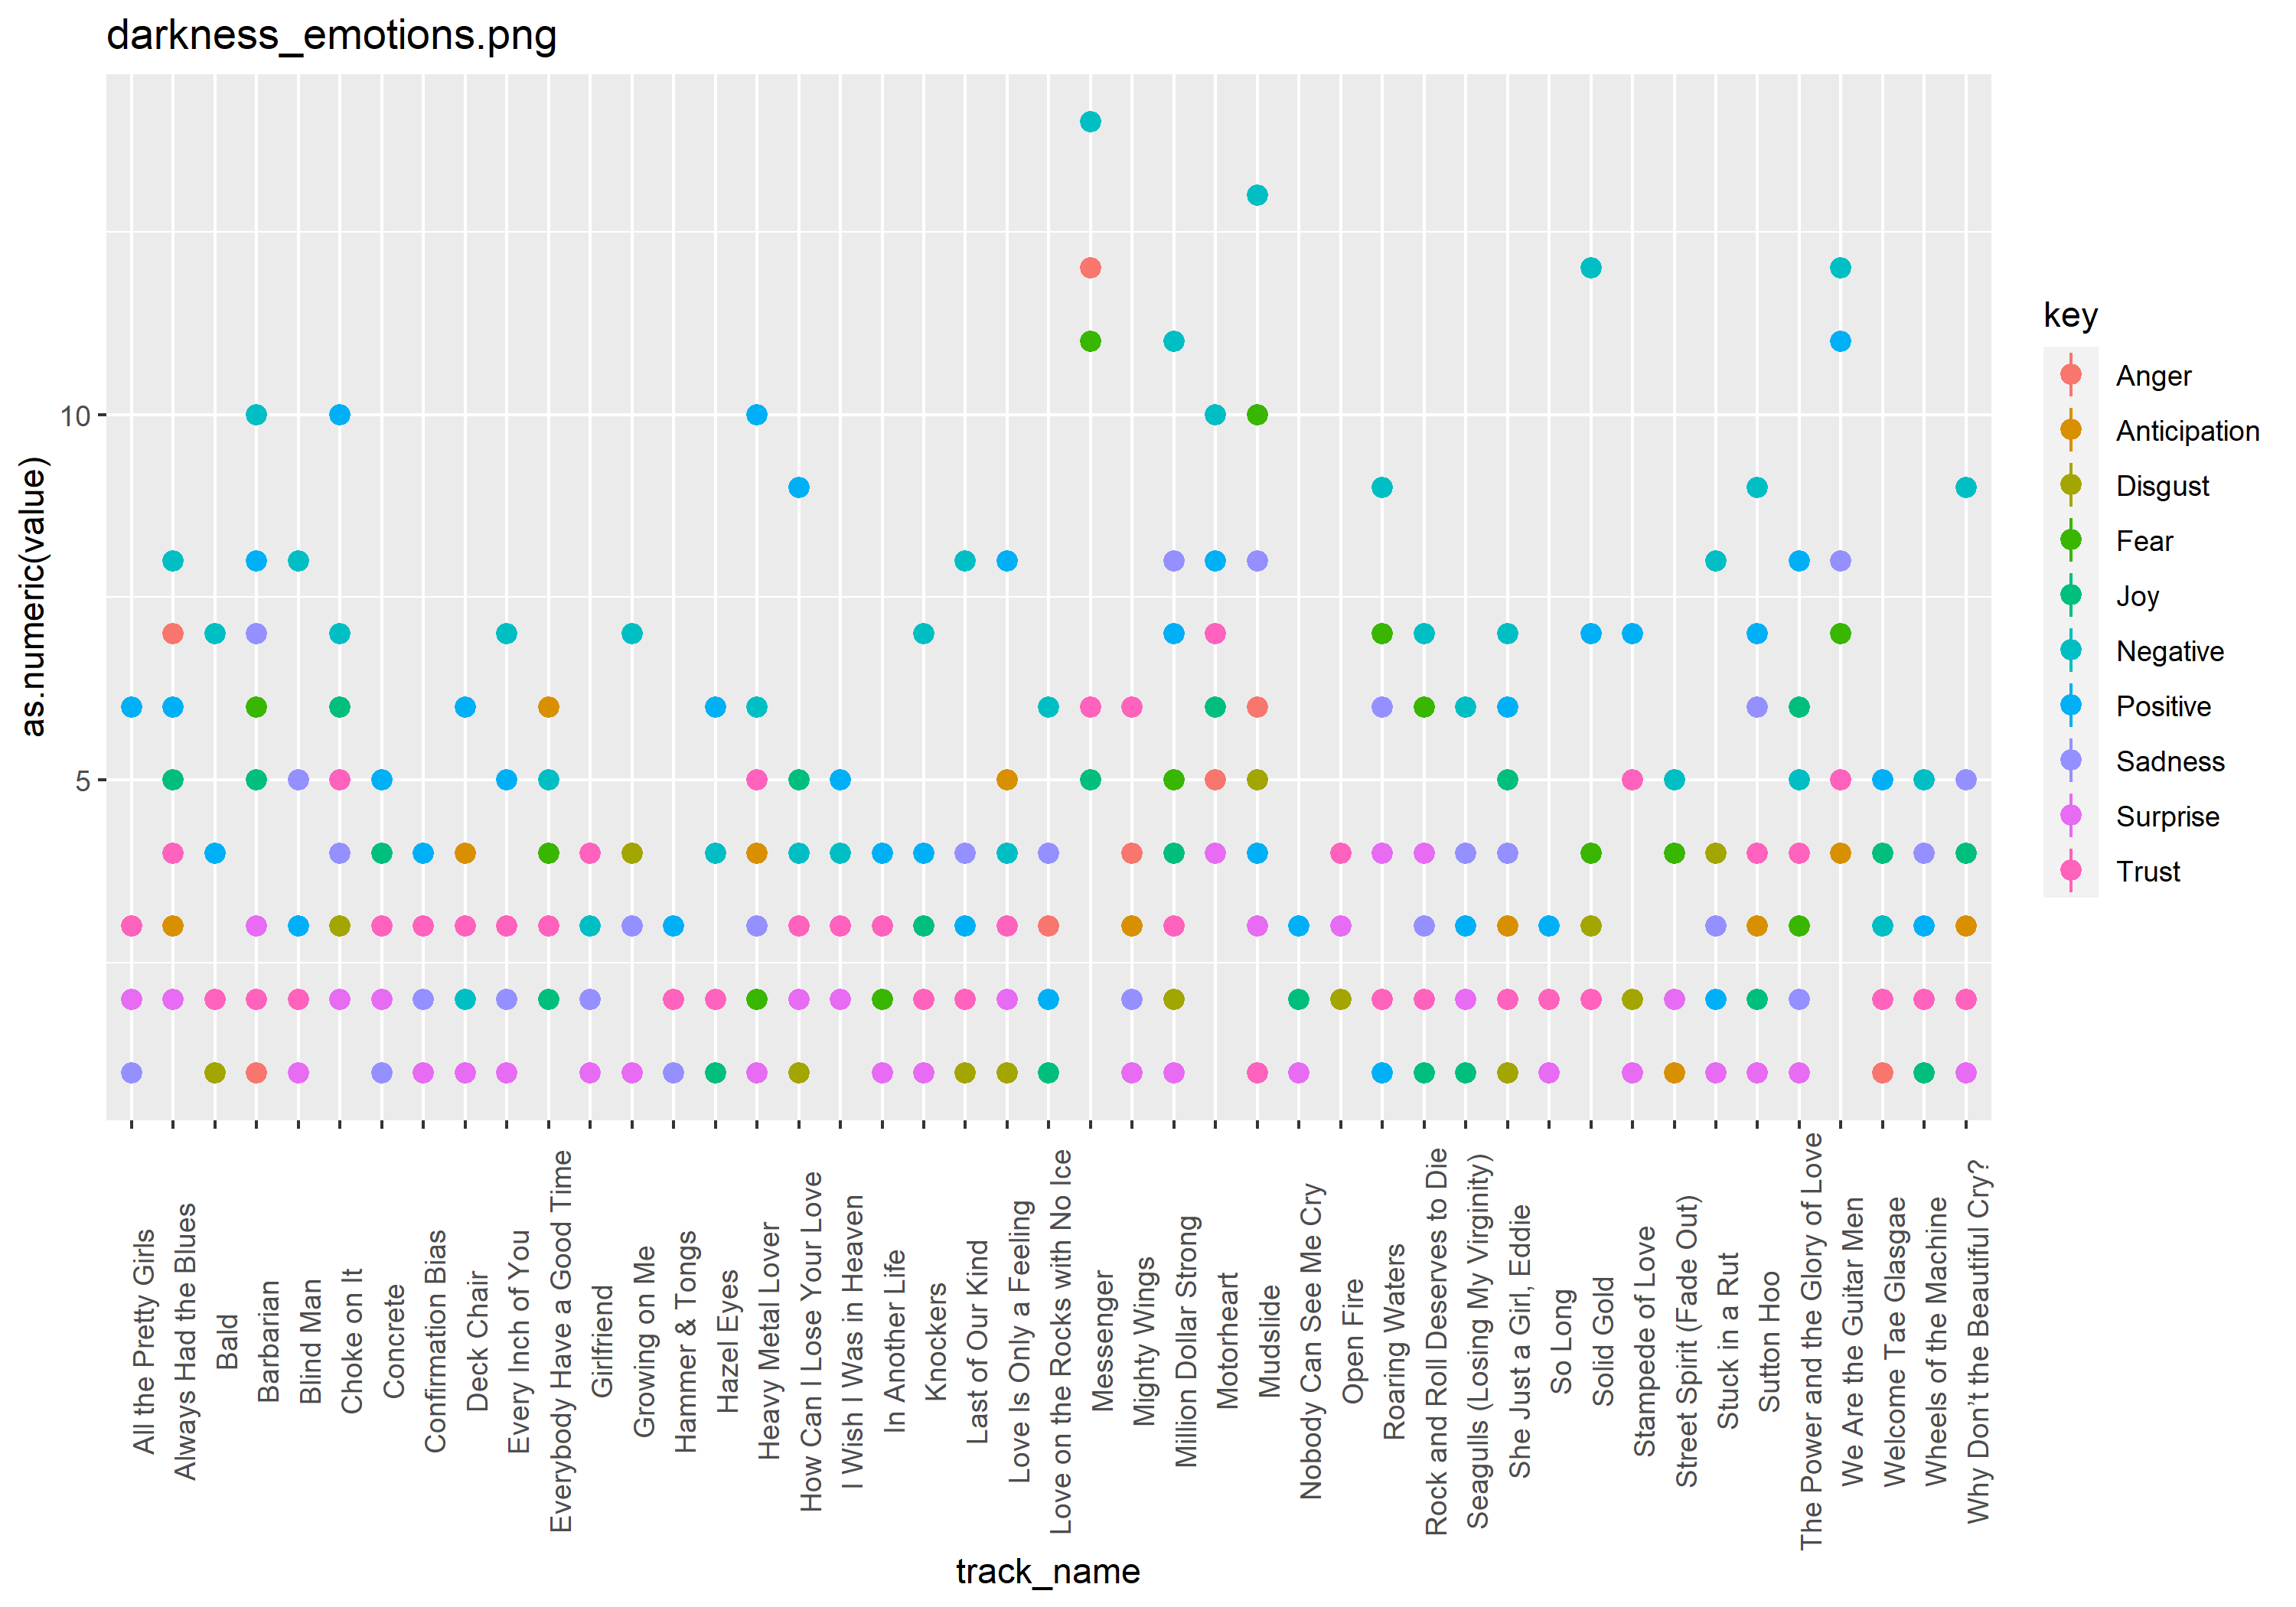 darkness_emotions.png
as.numeric(value)
10
5
All the Pretty Girls
Always Had the Blues
Bald
Barbarian
Blind Man
Choke on It
Concrete
Confirmation Bias
Deck Chair
Every Inch of You
Everybody Have a Good Time
Girlfriend
Growing on Me
Hammer & Tongs
Hazel Eyes
Heavy Metal Lover
How Can I Lose Your Love
I Wish I Was in Heaven
In Another Life
Knockers
Last of Our Kind
Love Is Only a Feeling
Love on the Rocks with No Ice
Messenger
Mighty Wings
Million Dollar Strong
Motorheart
Mudslide
Nobody Can See Me Cry
Open Fire
Roaring Waters
Rock and Roll Deserves to Die
Seagulls (Losing My Virginity)
She Just a Girl, Eddie
So Long
Solid Gold
Stampede of Love
Street Spirit (Fade Out)
Stuck in a Rut
Sutton Hoo
The Power and the Glory of Love
We Are the Guitar Men
Welcome Tae Glasgae
Wheels of the Machine
Why Don't the Beautiful Cry?
track_name
key
Anger
Anticipation
Disgust
Fear
Joy
Negative
Positive
Sadness
Surprise
Trust